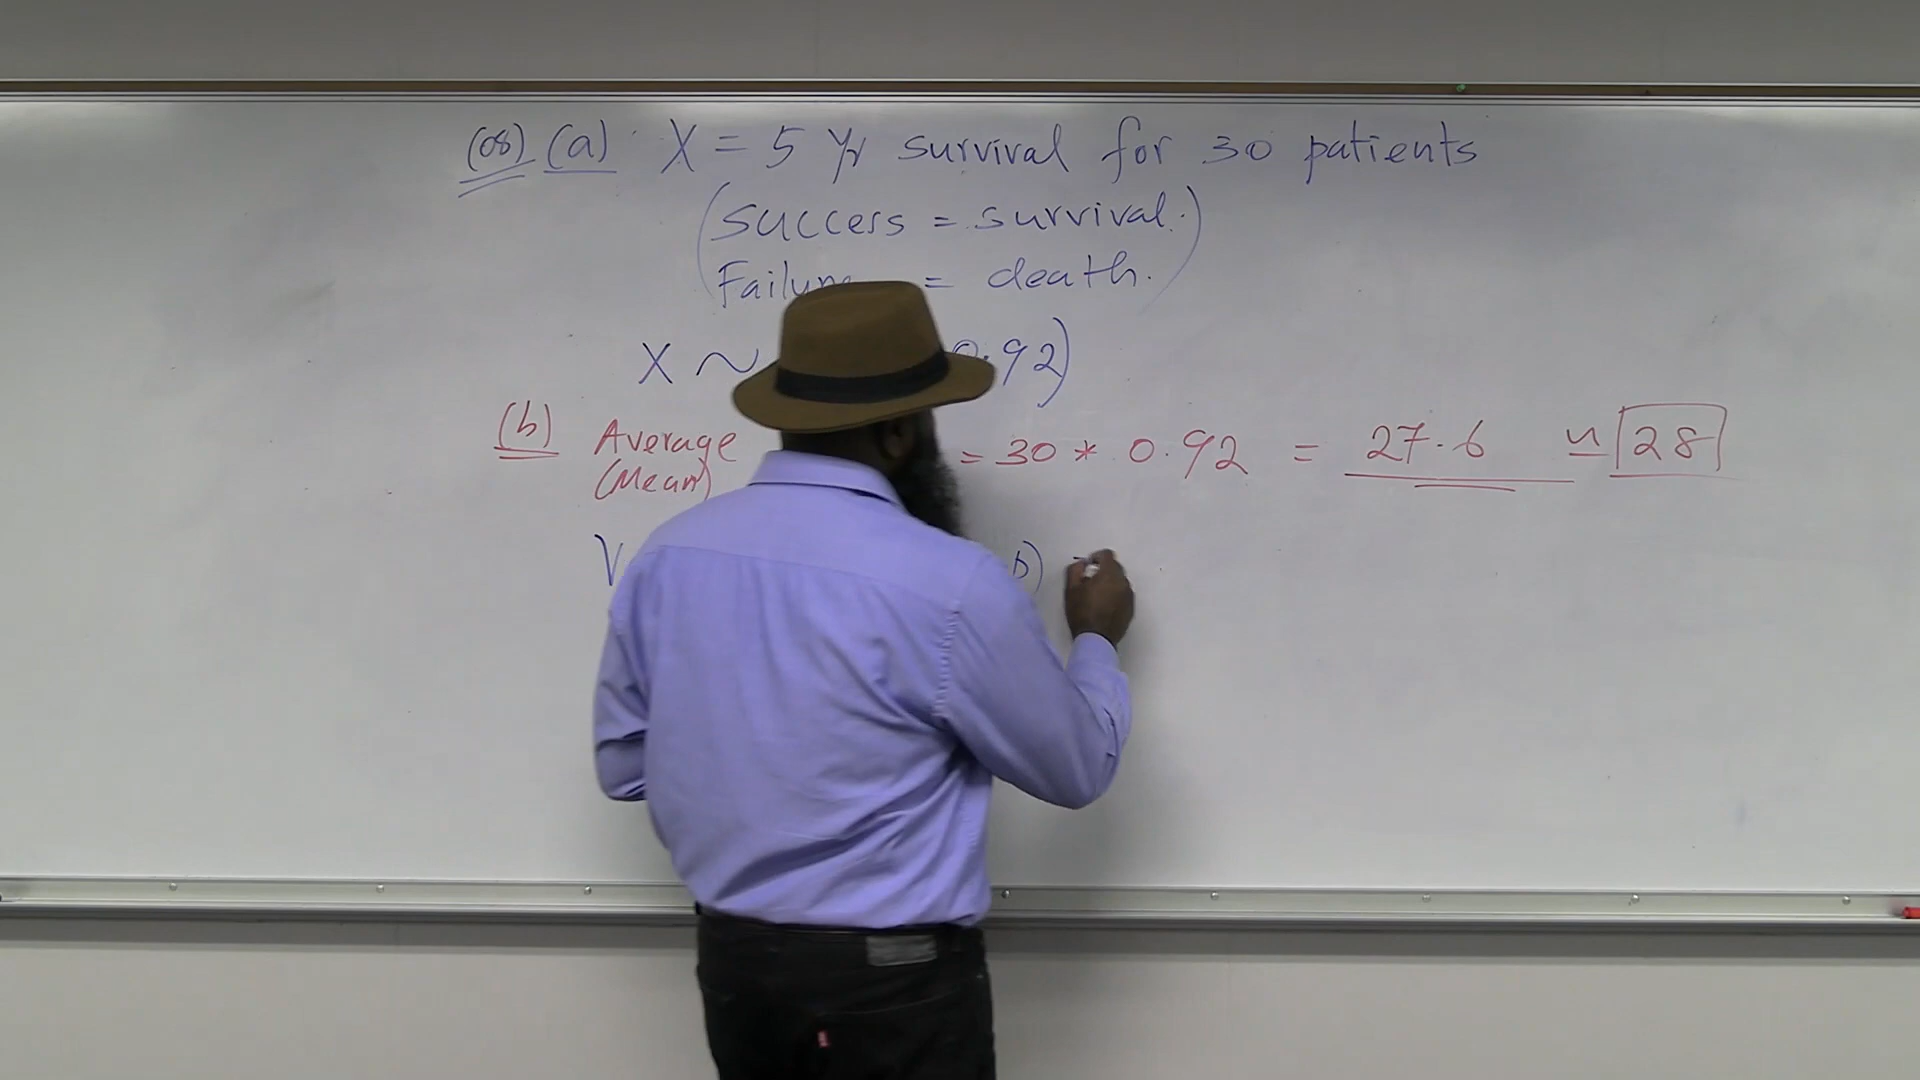 (08) (a) X = 5 Yr survival for 30 patients
(Success = survival.)
(Failure = death.)
X ~ 0.92)
(b) Average = 30 * 0.92 = 27.6 ≃ 28
(Mean)
V p) =